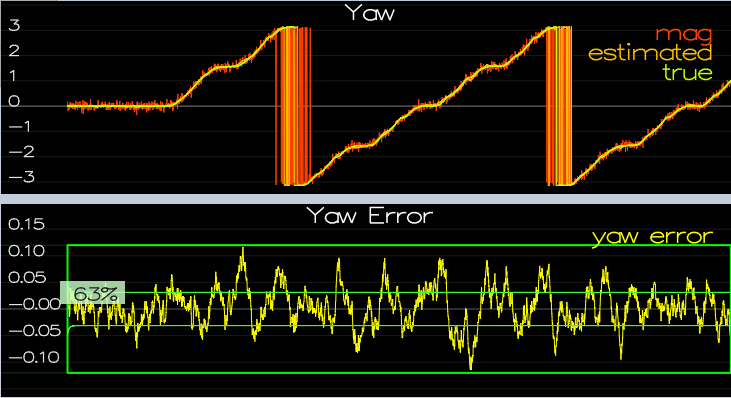 Yaw
3
2
1
0
−1
−2
−3
mag
estimated
true
Yaw Error
0.15
0.10
0.05
−0.00
−0.05
−0.10
yaw error
63%